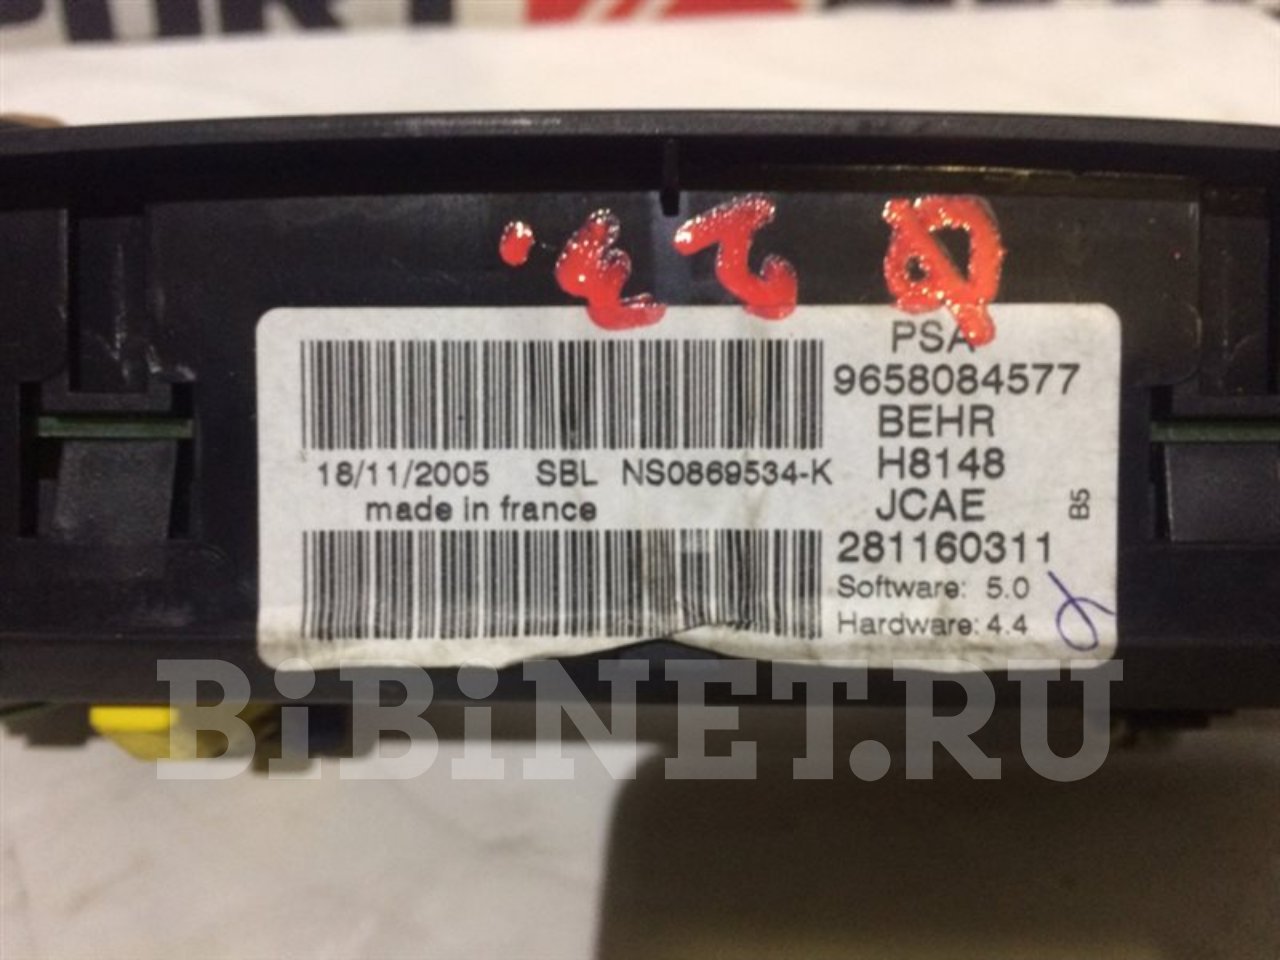 PSA
9658084577
BEHR
H8148
JCAE
281160311
Software: 5.0
Hardware: 4.4
B5
18/11/2005 SBL NS0869534-K
made in france
BiBiNET.RU